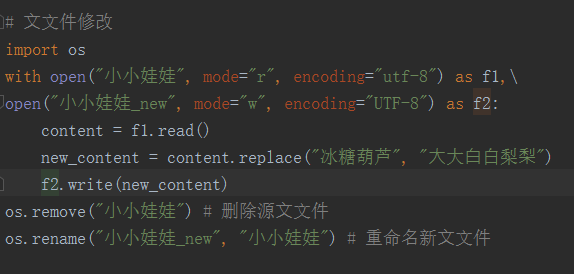 # 文文件修改
import os
with open("小小娃娃", mode="r", encoding="utf-8") as f1,\
open("小小娃娃_new", mode="w", encoding="UTF-8") as f2:
    content = f1.read()
    new_content = content.replace("冰糖葫芦", "大大白白梨梨")
    f2.write(new_content)
os.remove("小小娃娃") # 删除源文文件
os.rename("小小娃娃_new", "小小娃娃") # 重命名新文文件